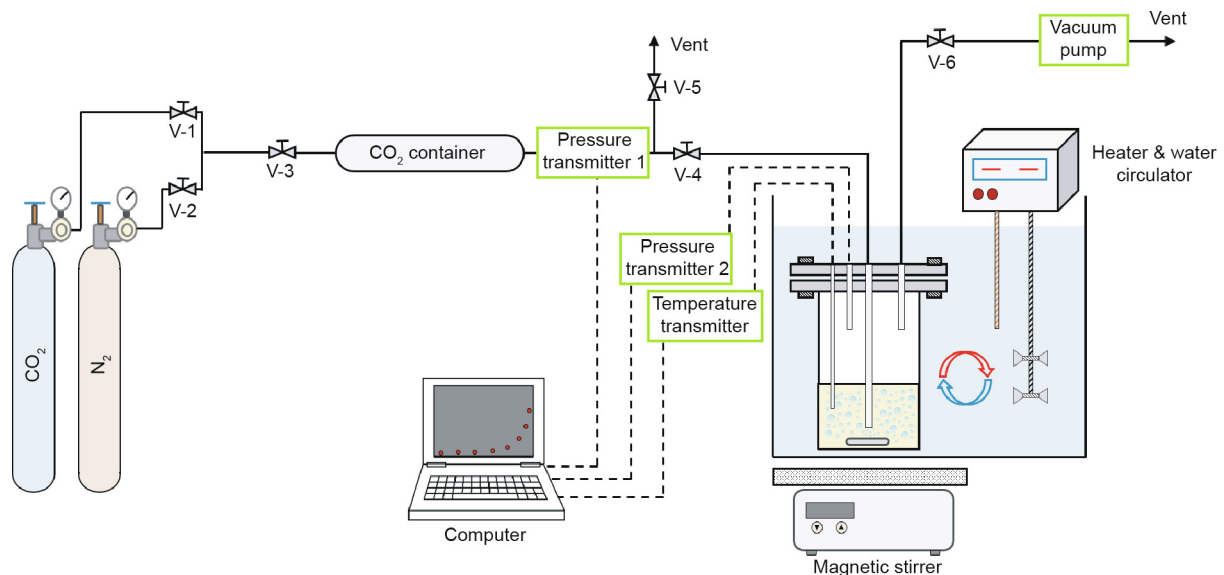 Vent
V-6
Vacuum
pump
Vent
V-5
V-1
V-3
CO₂ container
Pressure
transmitter 1
V-4
Heater & water
circulator
V-2
Pressure
transmitter 2
Temperature
transmitter
CO₂
N₂
Computer
Magnetic stirrer